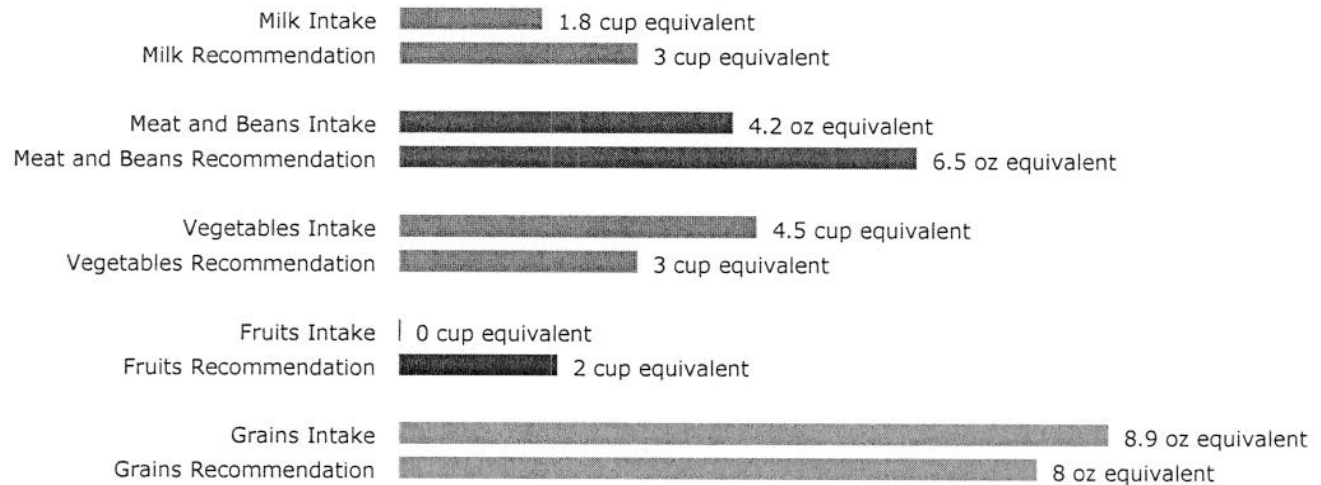 Milk Intake 1.8 cup equivalent
Milk Recommendation 3 cup equivalent
Meat and Beans Intake 4.2 oz equivalent
Meat and Beans Recommendation 6.5 oz equivalent
Vegetables Intake 4.5 cup equivalent
Vegetables Recommendation 3 cup equivalent
Fruits Intake 0 cup equivalent
Fruits Recommendation 2 cup equivalent
Grains Intake 8.9 oz equivalent
Grains Recommendation 8 oz equivalent